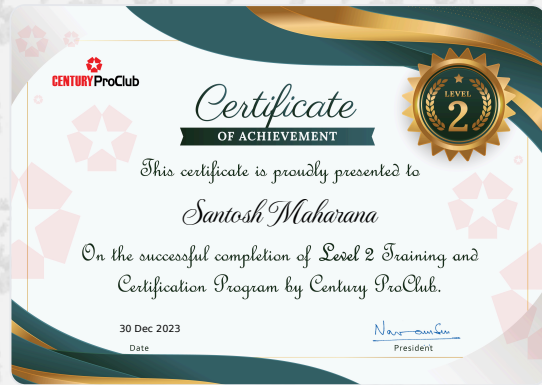 CENTURY ProClub
Certificate
OF ACHIEVEMENT
LEVEL
2
This certificate is proudly presented to
Santosh Maharana
On the successful completion of Level 2 Training and
Certification Program by Century ProClub.
30 Dec 2023
Date
President